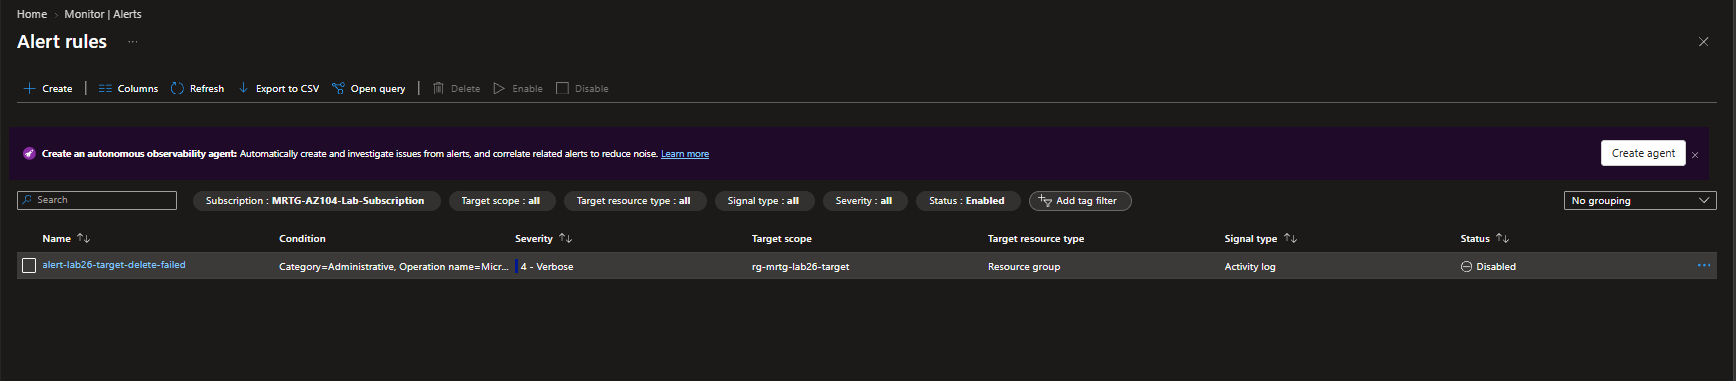 Home > Monitor | Alerts
Alert rules ...
Create | Columns Refresh Export to CSV Open query | Delete Enable Disable
Create an autonomous observability agent: Automatically create and investigate issues from alerts, and correlate related alerts to reduce noise. Learn more Create agent
Search Subscription : MRTG-AZ104-Lab-Subscription Target scope : all Target resource type : all Signal type : all Severity : all Status : Enabled Add tag filter No grouping
Name Condition Severity Target scope Target resource type Signal type Status
alert-lab26-target-delete-failed Category=Administrative, Operation name=Micr... 4 - Verbose rg-mrtg-lab26-target Resource group Activity log Disabled ...